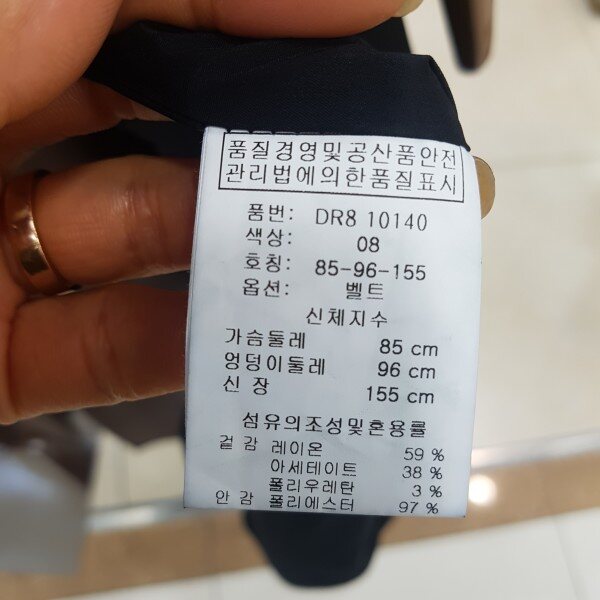 품질경영및공산품안전
관리법에의한품질표시
품번: DR8 10140
색상: 08
호칭: 85-96-155
옵션: 벨트
신체지수
가슴둘레 85 cm
엉덩이둘레 96 cm
신 장 155 cm
섬유의조성및혼용률
겉 감 레이온 59 %
아세테이트 38 %
폴리우레탄 3 %
안 감 폴리에스터 97 %